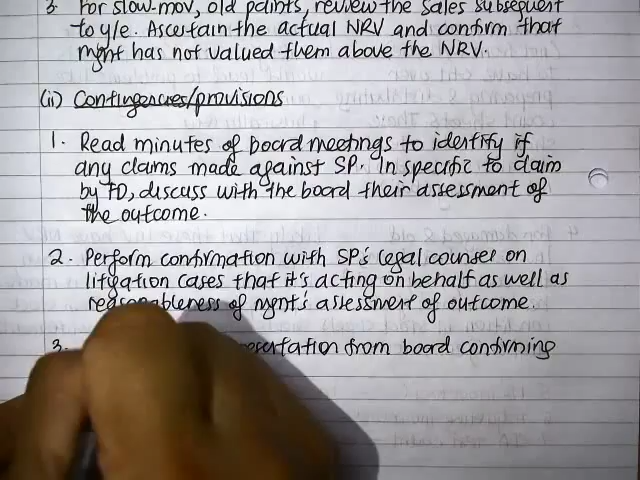 3. For slow-mov, old paints, review the sales subsequent
to y/e. Ascertain the actual NRV and confirm that
mgnt has not valued them above the NRV.
(ii) Contingencies/provisions
1. Read minutes of board meetings to identify if
any claims made against SP. In specific to claim
by FD, discuss with the board their assessment of
the outcome.
2. Perform confirmation with SP's legal counsel on
litigation cases that it's acting on behalf as well as
reasonableness of mgnt's assessment of outcome.
3. from board confirming